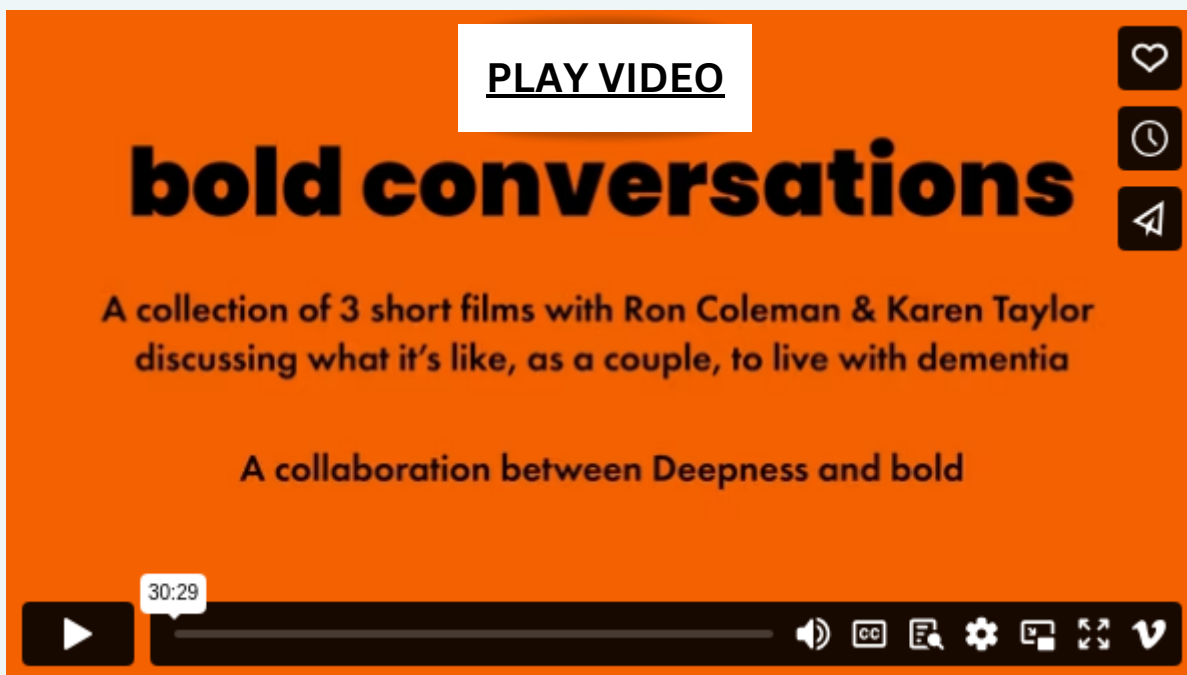 PLAY VIDEO
bold conversations
A collection of 3 short films with Ron Coleman & Karen Taylor
discussing what it's like, as a couple, to live with dementia
A collaboration between Deepness and bold
30:29
CC